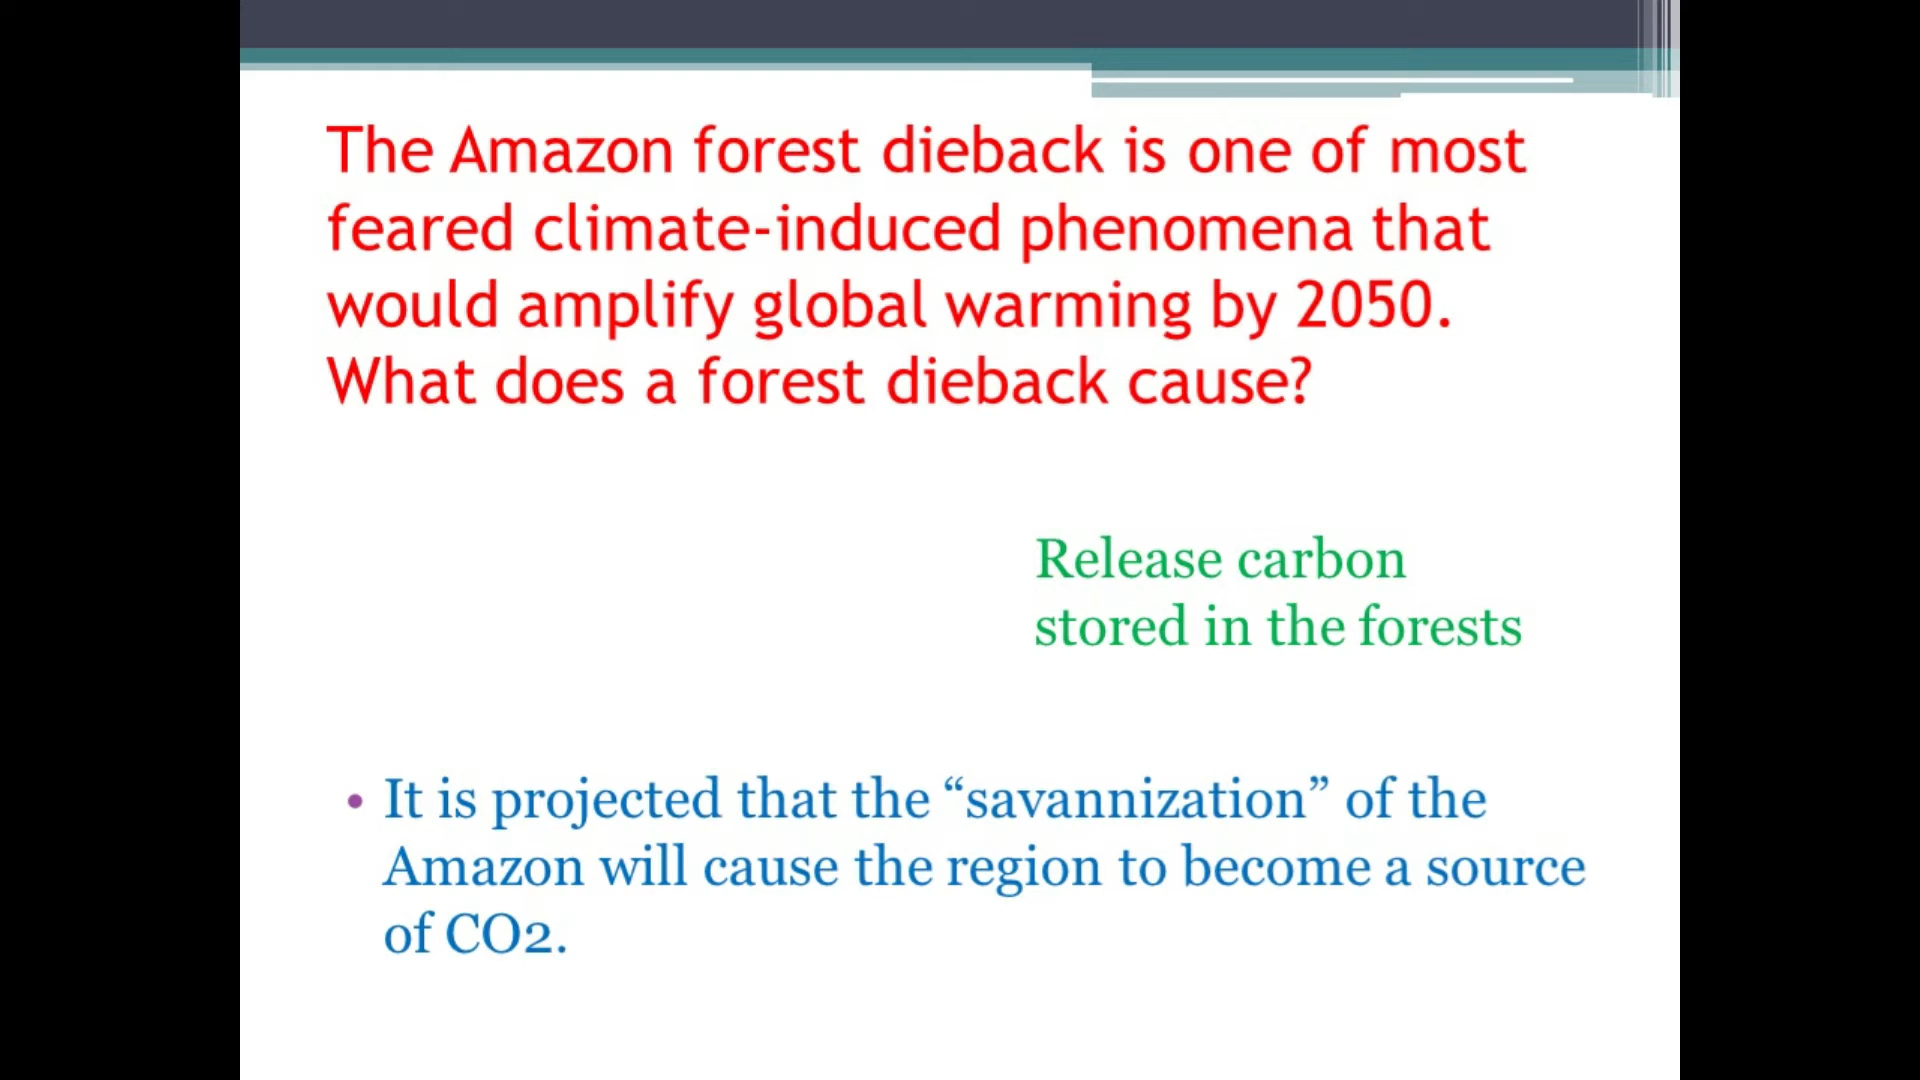 The Amazon forest dieback is one of most
feared climate-induced phenomena that
would amplify global warming by 2050.
What does a forest dieback cause?
Release carbon
stored in the forests
• It is projected that the “savannization” of the
Amazon will cause the region to become a source
of CO2.